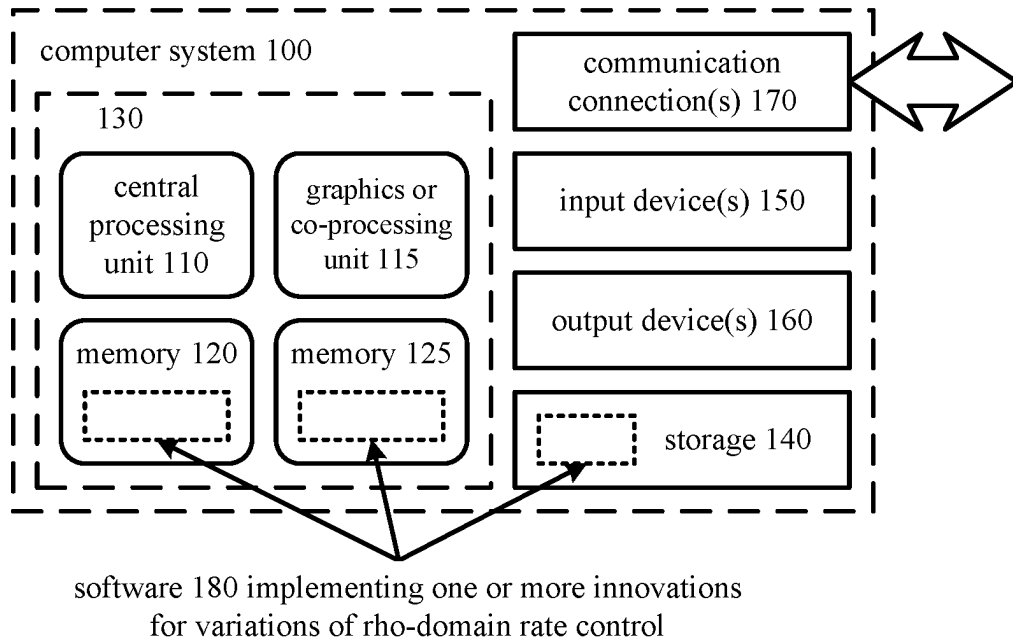 computer system 100
130
central
processing
unit 110
graphics or
co-processing
unit 115
memory 120
memory 125
communication
connection(s) 170
input device(s) 150
output device(s) 160
storage 140
software 180 implementing one or more innovations
for variations of rho-domain rate control